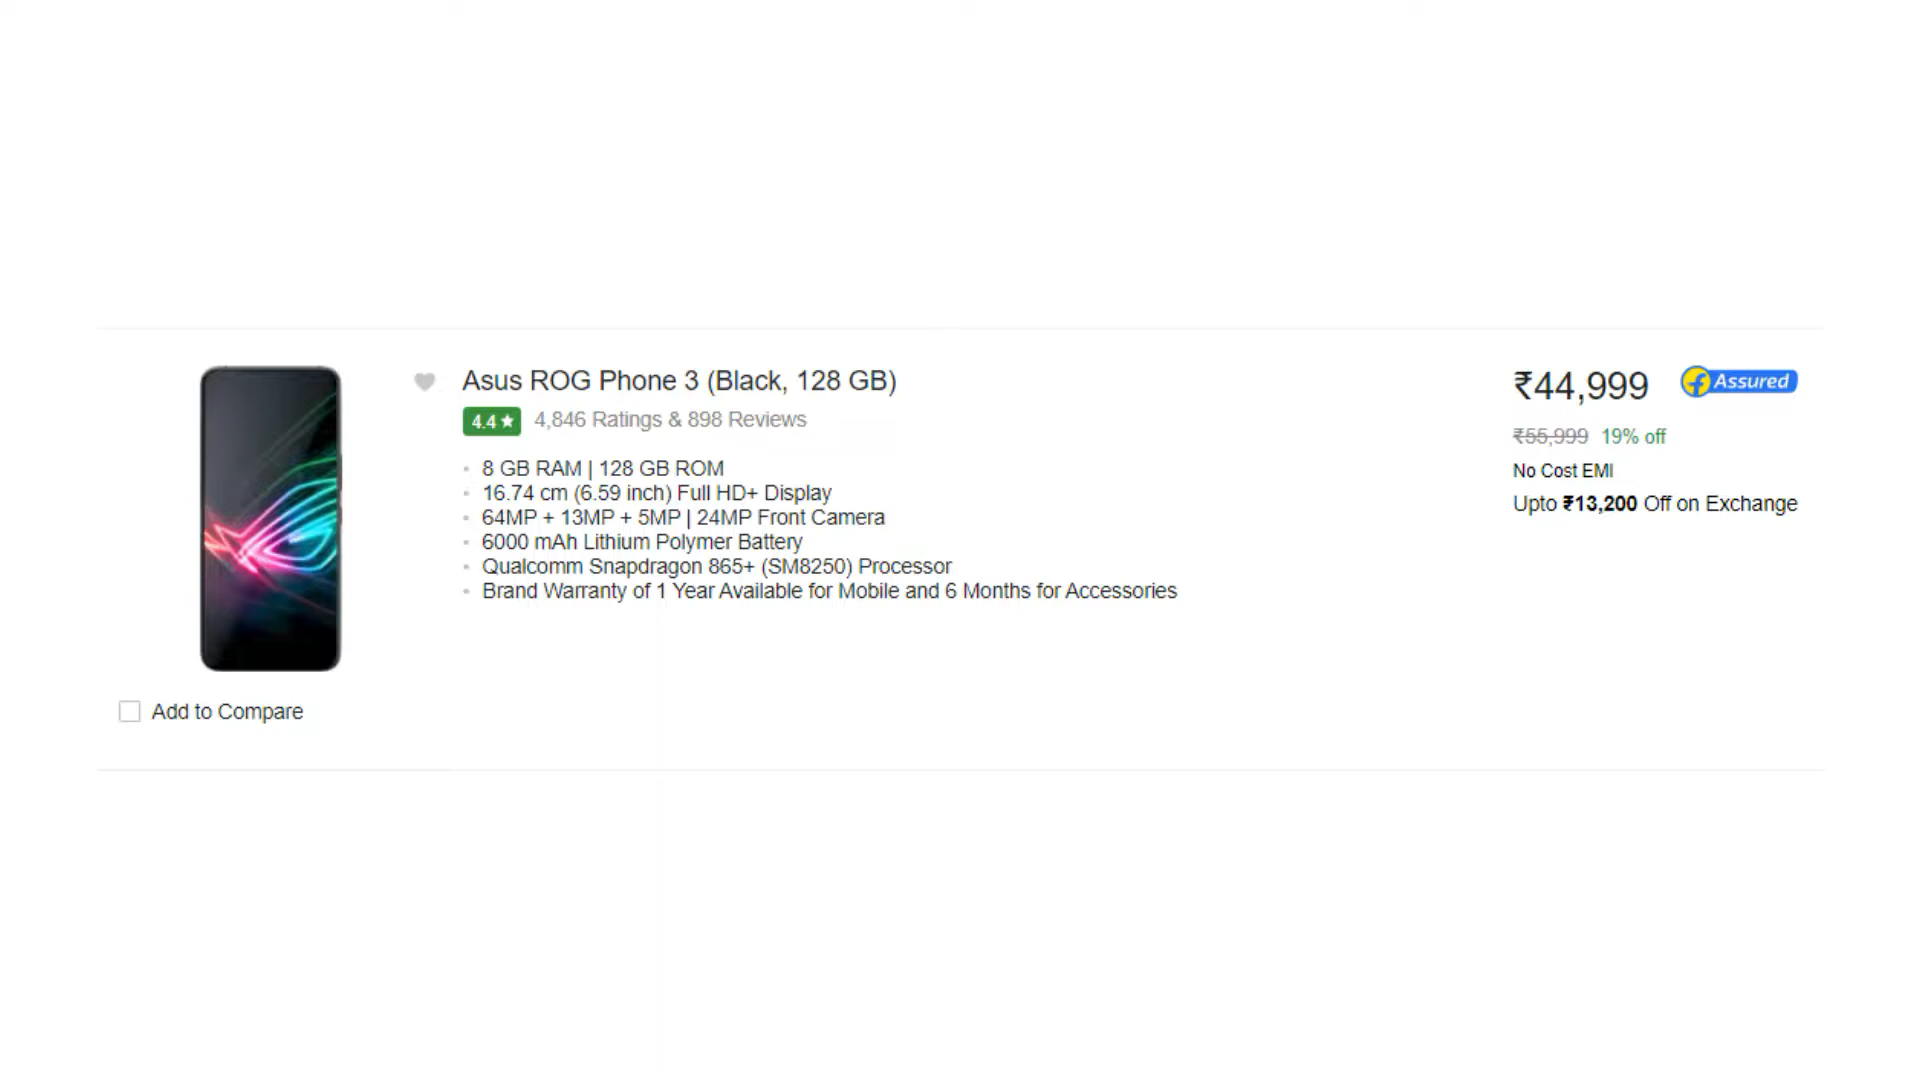 Asus ROG Phone 3 (Black, 128 GB)
4.4★ 4,846 Ratings & 898 Reviews
8 GB RAM | 128 GB ROM
16.74 cm (6.59 inch) Full HD+ Display
64MP + 13MP + 5MP | 24MP Front Camera
6000 mAh Lithium Polymer Battery
Qualcomm Snapdragon 865+ (SM8250) Processor
Brand Warranty of 1 Year Available for Mobile and 6 Months for Accessories
Add to Compare
₹44,999 Assured
₹55,999 19% off
No Cost EMI
Upto ₹13,200 Off on Exchange